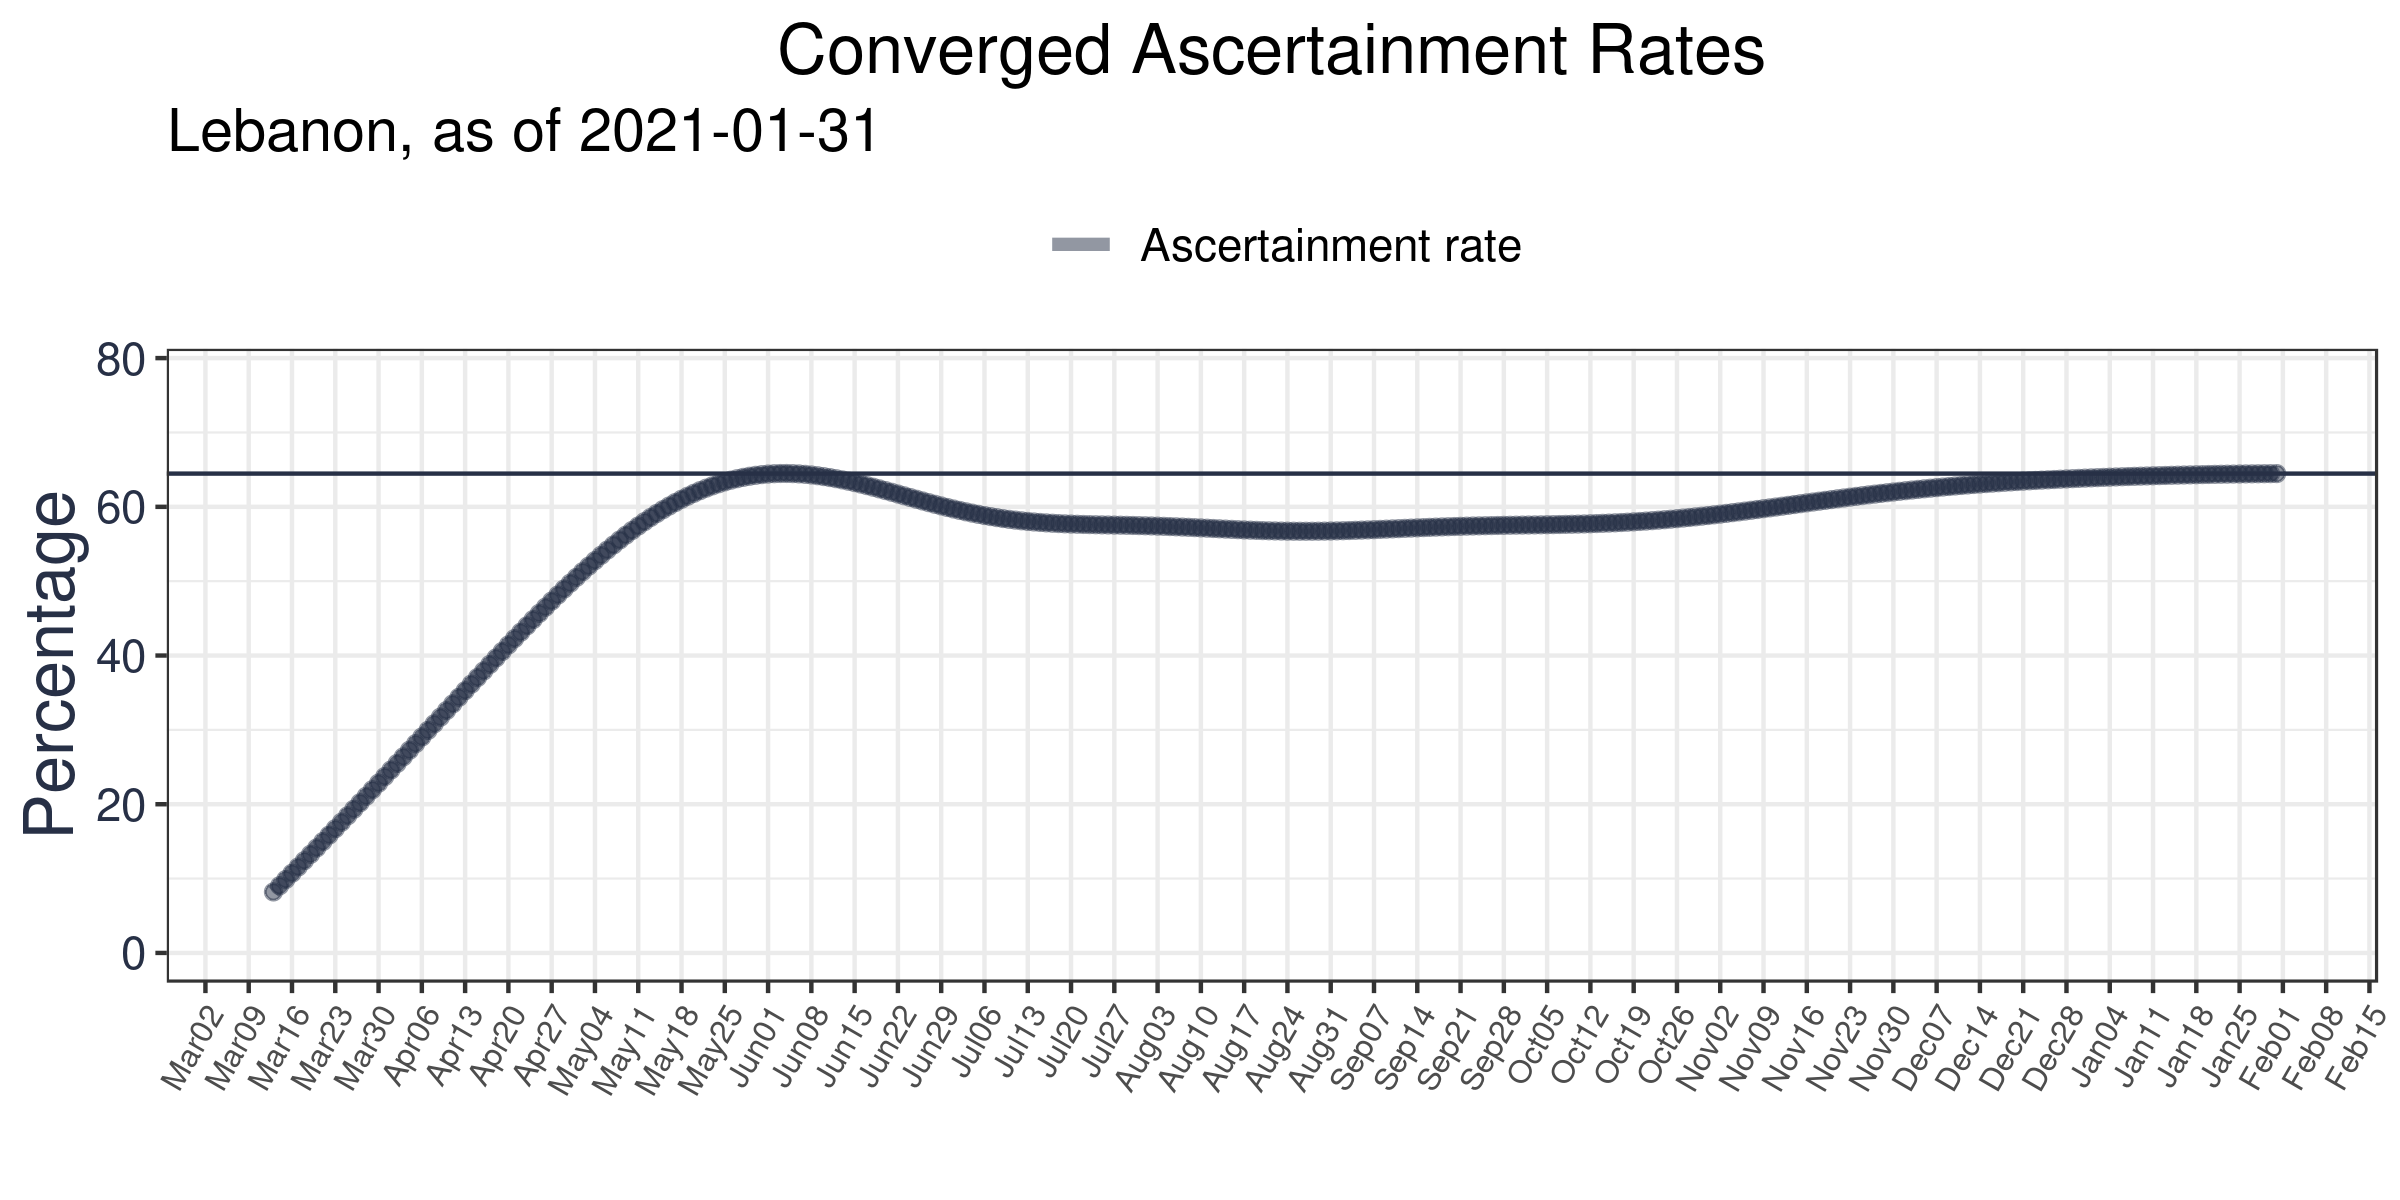 Converged Ascertainment Rates
Lebanon, as of 2021-01-31
Ascertainment rate
Percentage
80
60
40
20
0
Mar02 Mar09 Mar16 Mar23 Mar30 Apr06 Apr13 Apr20 Apr27 May04 May11 May18 May25 Jun01 Jun08 Jun15 Jun22 Jun29 Jul06 Jul13 Jul20 Jul27 Aug03 Aug10 Aug17 Aug24 Aug31 Sep07 Sep14 Sep21 Sep28 Oct05 Oct12 Oct19 Oct26 Nov02 Nov09 Nov16 Nov23 Nov30 Dec07 Dec14 Dec21 Dec28 Jan04 Jan11 Jan18 Jan25 Feb01 Feb08 Feb15